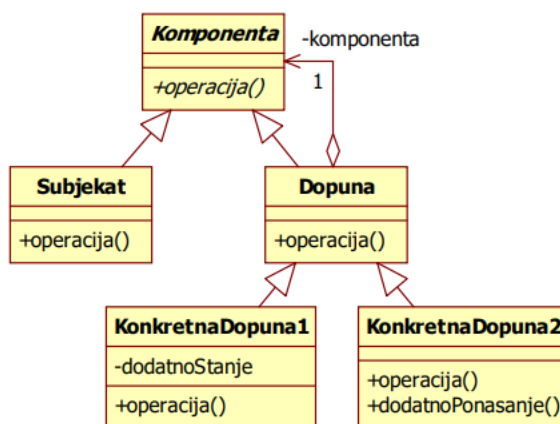 Komponenta
-komponenta
+operacija()
1
Subjekat
Dopuna
+operacija()
+operacija()
KonkretnaDopuna1
KonkretnaDopuna2
-dodatnoStanje
+operacija()
+operacija()
+dodatnoPonasanje()